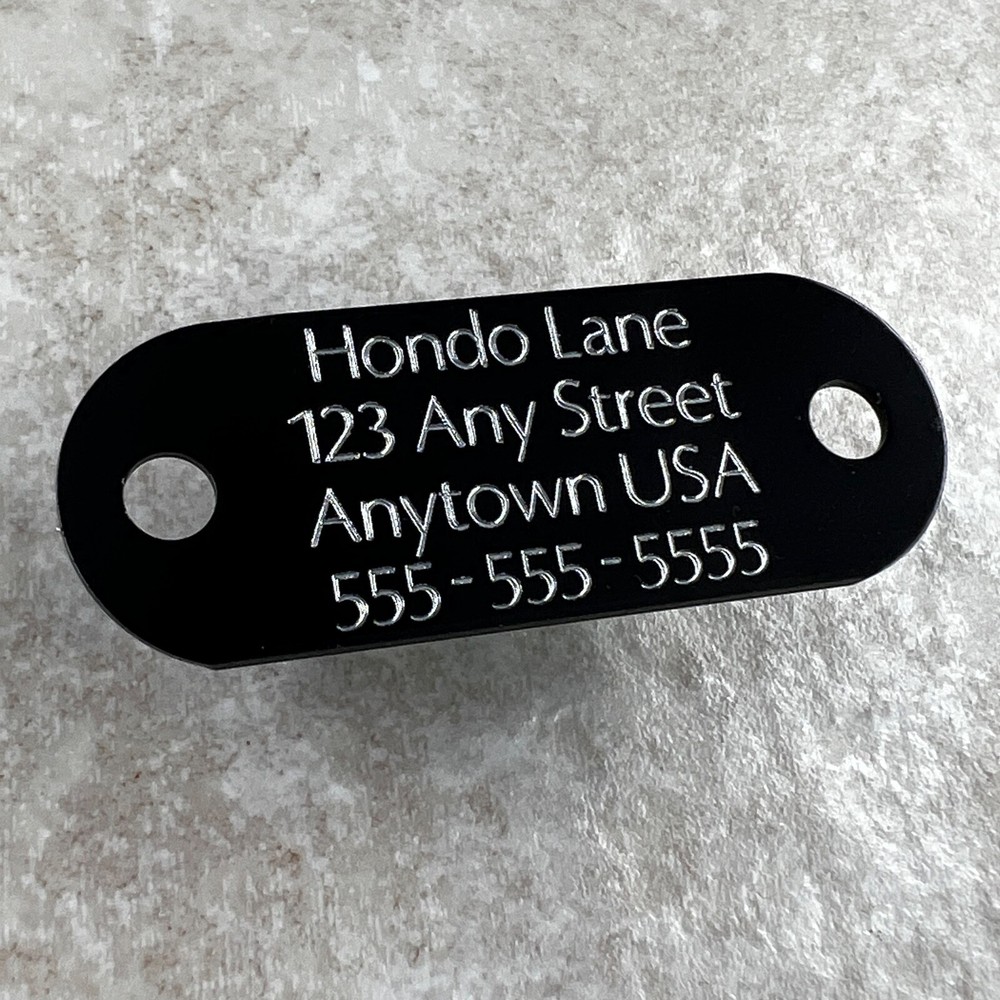 Hondo Lane
123 Any Street
Anytown USA
555 - 555 - 5555